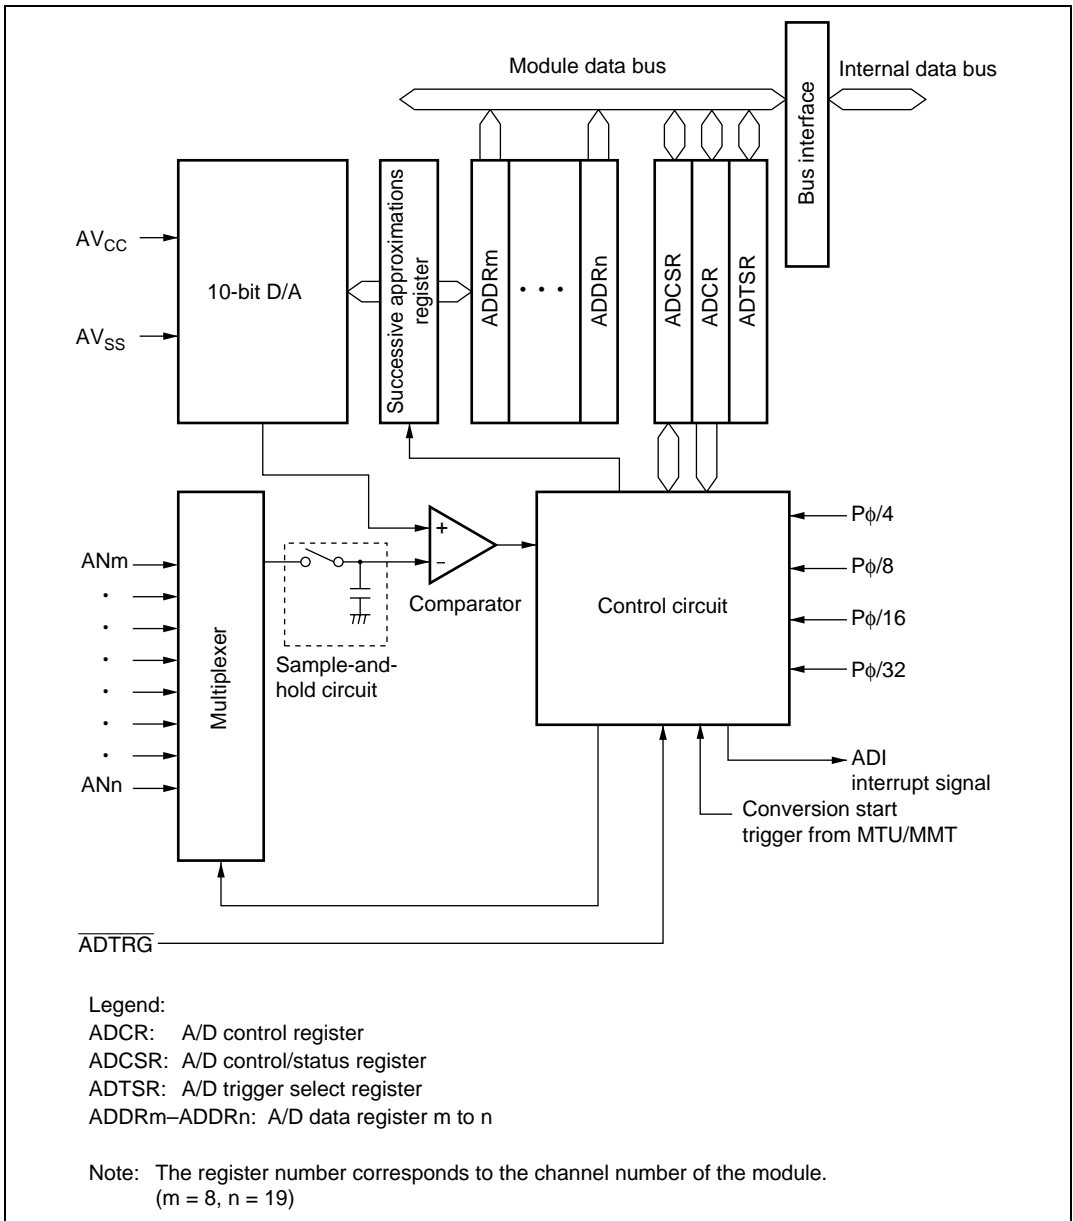 Module data bus
Internal data bus
Bus interface
AVCC
AVSS
10-bit D/A
Successive approximations
register
ADDRm
• • •
ADDRn
ADCSR
ADCR
ADTSR
ANm
·
·
·
·
·
·
ANn
Multiplexer
Sample-and-
hold circuit
+
−
Comparator
Control circuit
Pφ/4
Pφ/8
Pφ/16
Pφ/32
ADI
interrupt signal
Conversion start
trigger from MTU/MMT
ADTRG
Legend:
ADCR: A/D control register
ADCSR: A/D control/status register
ADTSR: A/D trigger select register
ADDRm–ADDRn: A/D data register m to n
Note: The register number corresponds to the channel number of the module.
(m = 8, n = 19)